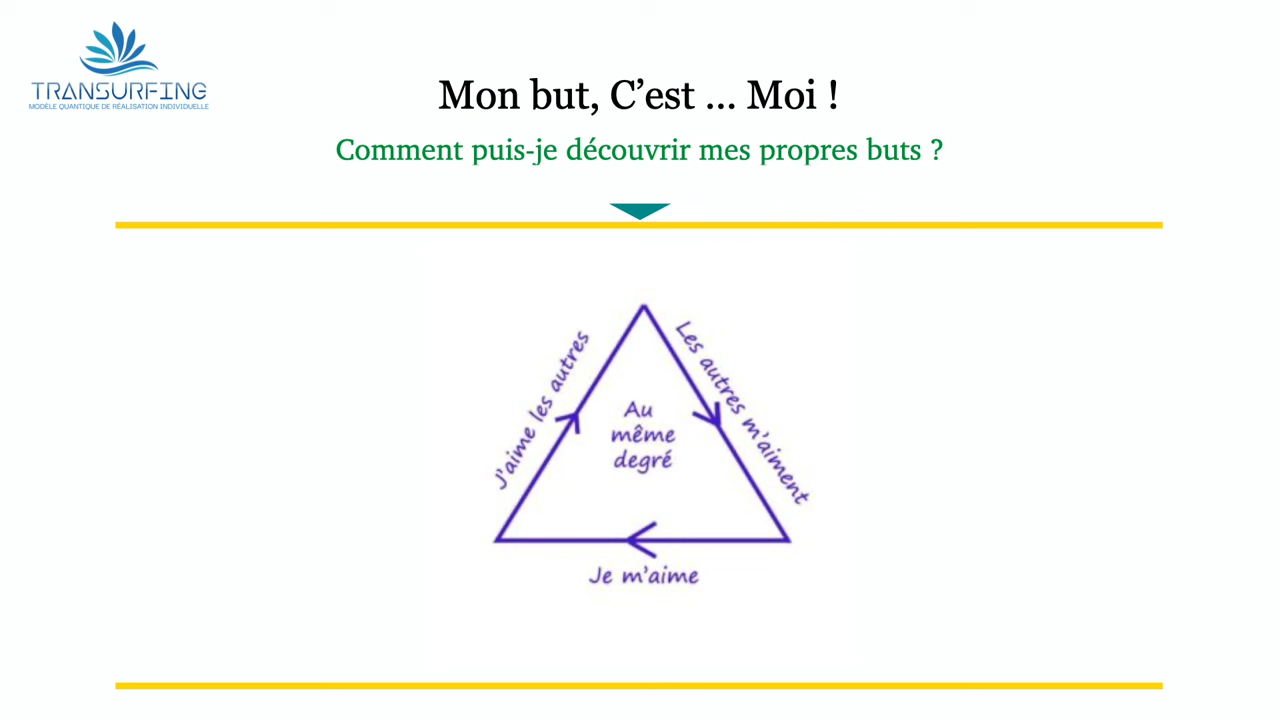 TRANSURFING
MODÈLE QUANTIQUE DE RÉALISATION INDIVIDUELLE
Mon but, C’est ... Moi !
Comment puis-je découvrir mes propres buts ?
J'aime les autres
Les autres m'aiment
Au
même
degré
Je m'aime